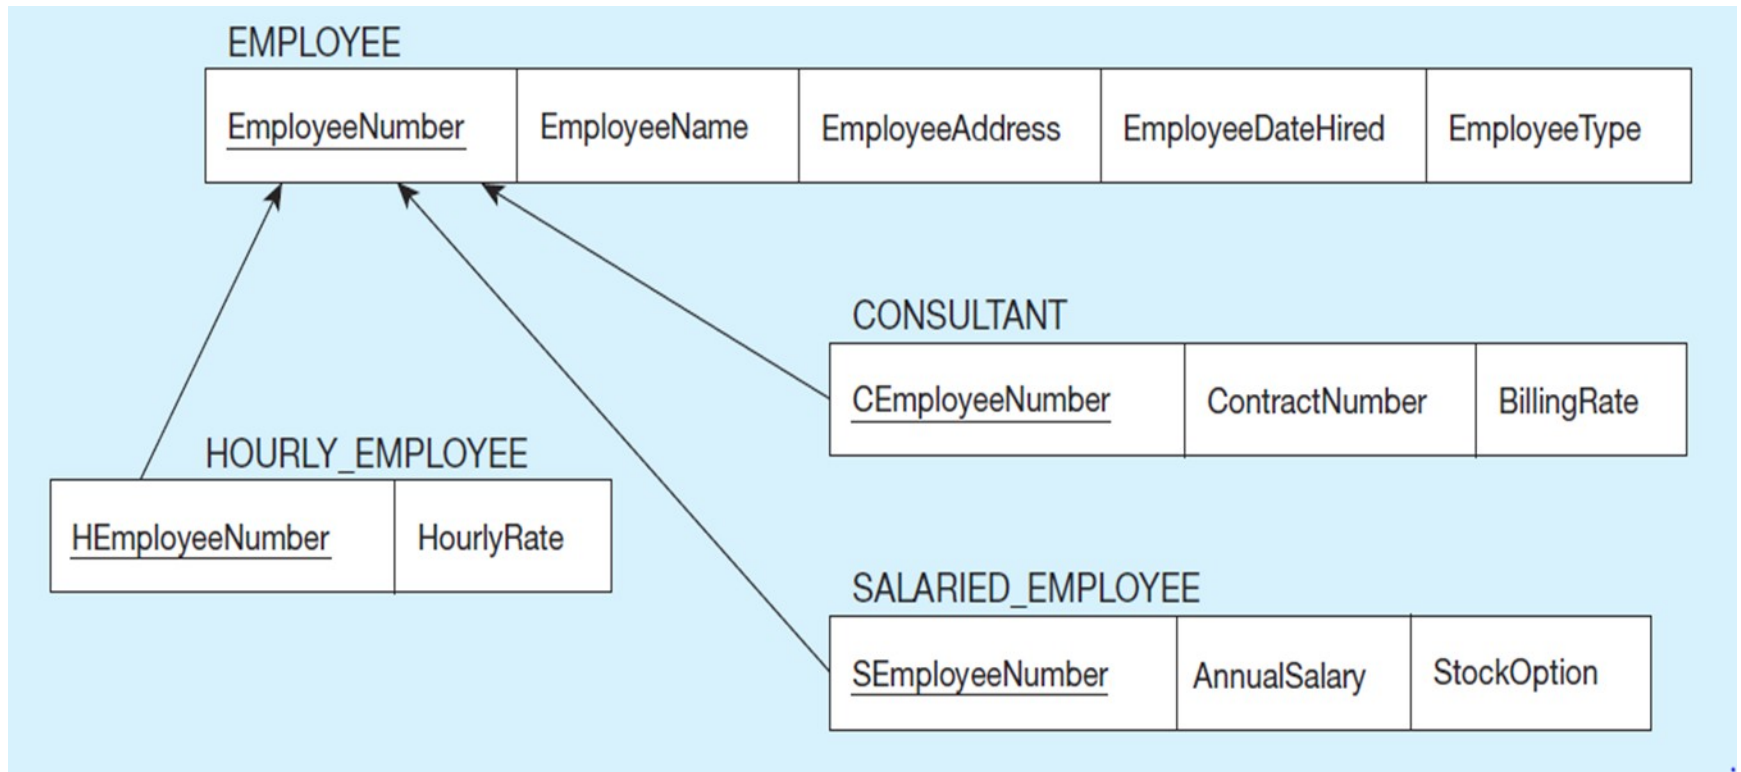 EMPLOYEE
EmployeeNumber EmployeeName EmployeeAddress EmployeeDateHired EmployeeType
CONSULTANT
CEmployeeNumber ContractNumber BillingRate
HOURLY_EMPLOYEE
HEmployeeNumber HourlyRate
SALARIED_EMPLOYEE
SEmployeeNumber AnnualSalary StockOption